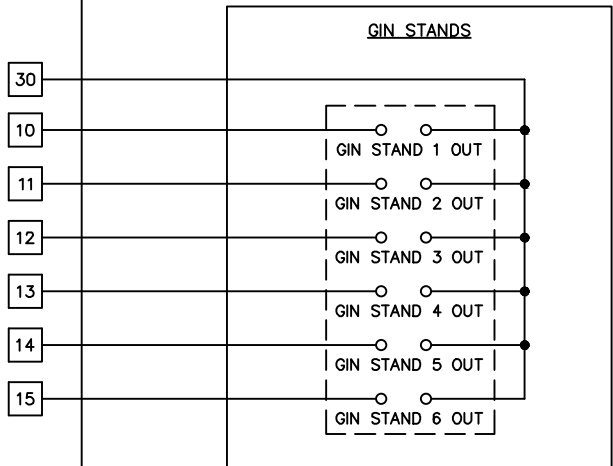 GIN STANDS
30
10
GIN STAND 1 OUT
11
GIN STAND 2 OUT
12
GIN STAND 3 OUT
13
GIN STAND 4 OUT
14
GIN STAND 5 OUT
15
GIN STAND 6 OUT